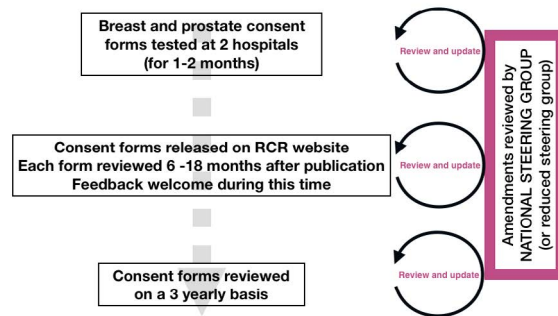 Breast and prostate consent
forms tested at 2 hospitals
(for 1-2 months)
Review and update
Consent forms released on RCR website
Each form reviewed 6 -18 months after publication
Feedback welcome during this time
Review and update
Consent forms reviewed
on a 3 yearly basis
Review and update
Amendments reviewed by
NATIONAL STEERING GROUP
(or reduced steering group)